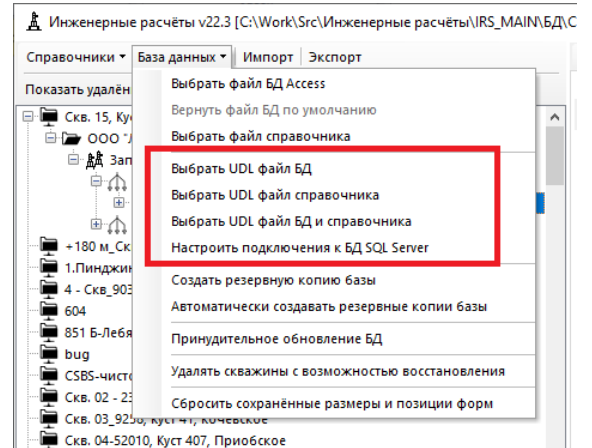 Инженерные расчёты v22.3 [C:\Work\Src\Инженерные расчёты\IRS_MAIN\БД\С
Справочники База данных Импорт Экспорт
Показать удалён
Выбрать файл БД Access
Вернуть файл БД по умолчанию
Выбрать файл справочника
Выбрать UDL файл БД
Выбрать UDL файл справочника
Выбрать UDL файл БД и справочника
Настроить подключения к БД SQL Server
Создать резервную копию базы
Автоматически создавать резервные копии базы
Принудительное обновление БД
Удалять скважины с возможностью восстановления
Сбросить сохранённые размеры и позиции форм
Скв. 15, Ку
ООО "
Зап
+180 м_Ск
1.Пинджи
4 - Скв_903
604
851 Б-Лебя
bug
CSBS-чисто
Скв. 02 - 23
Скв. 03_9258, Куст 41, Кочевское
Скв. 04-52010, Куст 407, Приобское